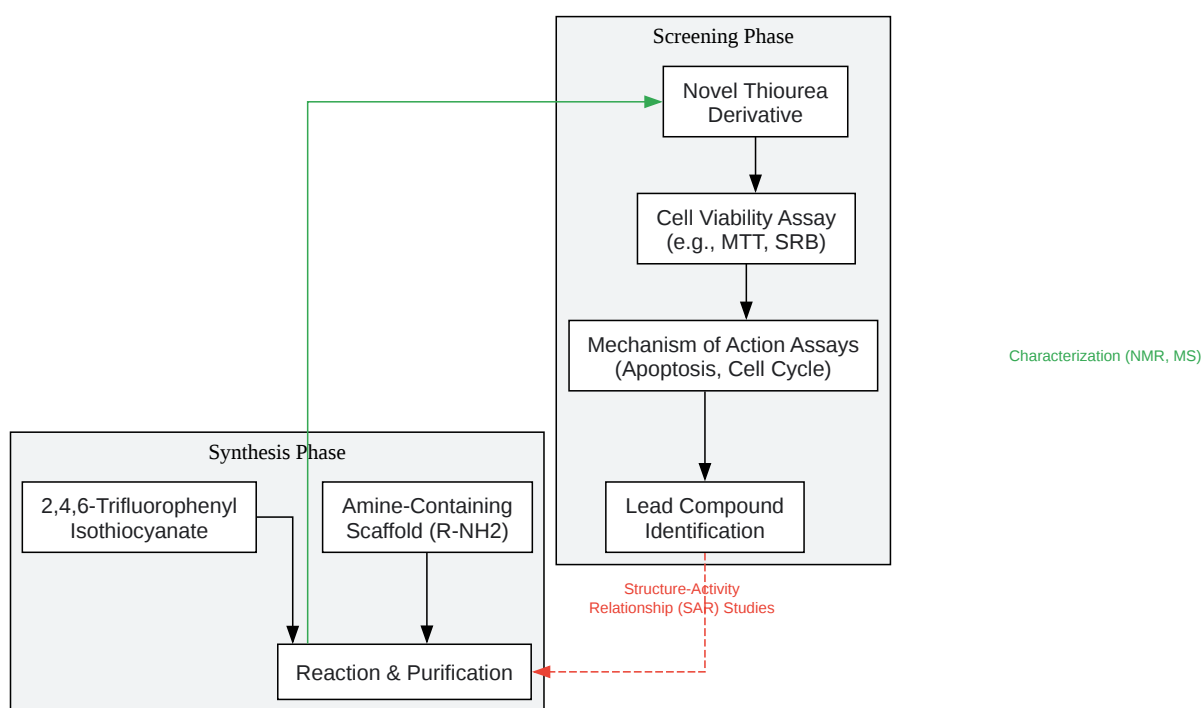 Screening Phase
Novel Thiourea
Derivative
Cell Viability Assay
(e.g., MTT, SRB)
Mechanism of Action Assays
(Apoptosis, Cell Cycle)
Characterization (NMR, MS)
Synthesis Phase
2,4,6-Trifluorophenyl
Isothiocyanate
Amine-Containing
Scaffold (R-NH2)
Lead Compound
Identification
Structure-Activity
Relationship (SAR) Studies
Reaction & Purification